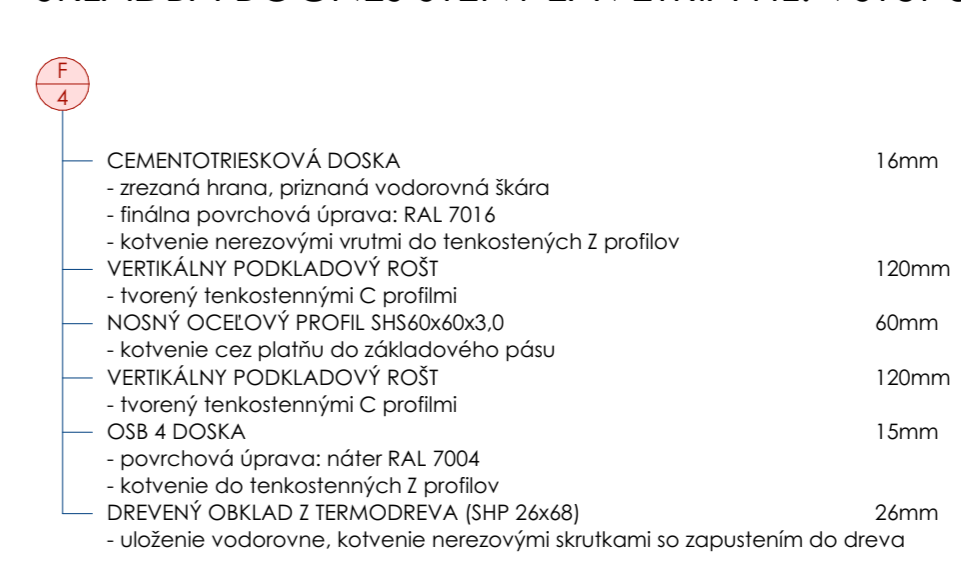 F
4
CEMENTOTRIESKOVÁ DOSKA 16mm
- zrezaná hrana, priznaná vodorovná škára
- finálna povrchová úprava: RAL 7016
- kotvenie nerezovými vrutmi do tenkostených Z profilov
VERTIKÁLNY PODKLADOVÝ ROŠT 120mm
- tvorený tenkostennými C profilmi
NOSNÝ OCEĽOVÝ PROFIL SHS60x60x3,0 60mm
- kotvenie cez platňu do základového pásu
VERTIKÁLNY PODKLADOVÝ ROŠT 120mm
- tvorený tenkostennými C profilmi
OSB 4 DOSKA 15mm
- povrchová úprava: náter RAL 7004
- kotvenie do tenkostenných Z profilov
DREVENÝ OBKLAD Z TERMODREVA (SHP 26x68) 26mm
- uloženie vodorovne, kotvenie nerezovými skrutkami so zapustením do dreva